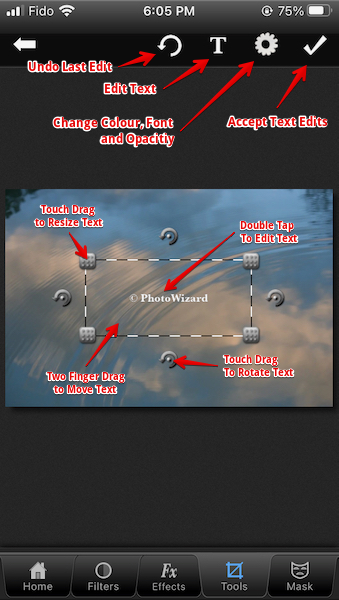 Fido 6:05 PM 75%
T
Undo Last Edit
Edit Text
Change Colour, Font
and Opacitiy
Accept Text Edits
Touch Drag
to Resize Text
Double Tap
To Edit Text
© PhotoWizard
Two Finger Drag
to Move Text
Touch Drag
To Rotate Text
Home Filters Fx Effects Tools Mask